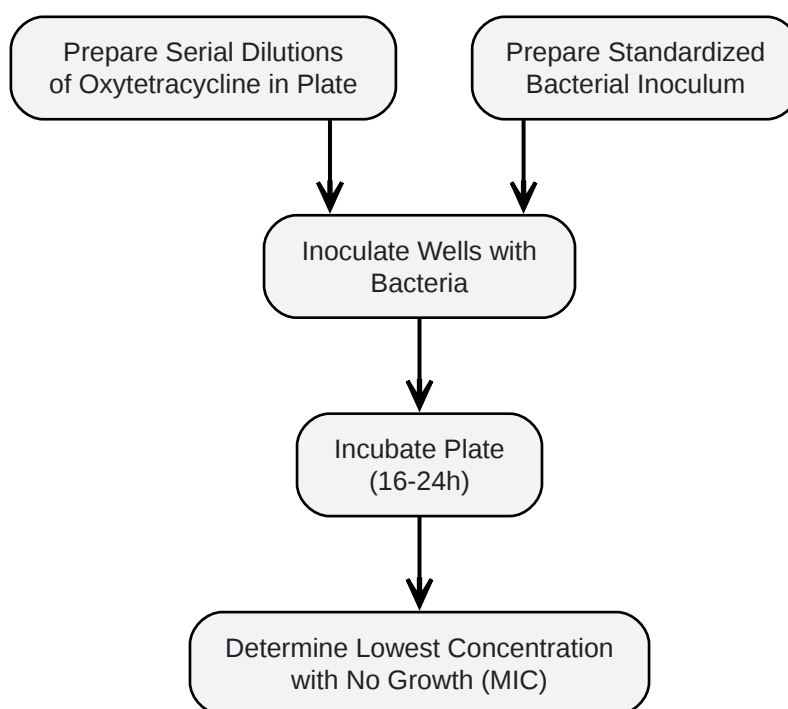 Prepare Serial Dilutions
of Oxytetracycline in Plate
Prepare Standardized
Bacterial Inoculum
Inoculate Wells with
Bacteria
Incubate Plate
(16-24h)
Determine Lowest Concentration
with No Growth (MIC)